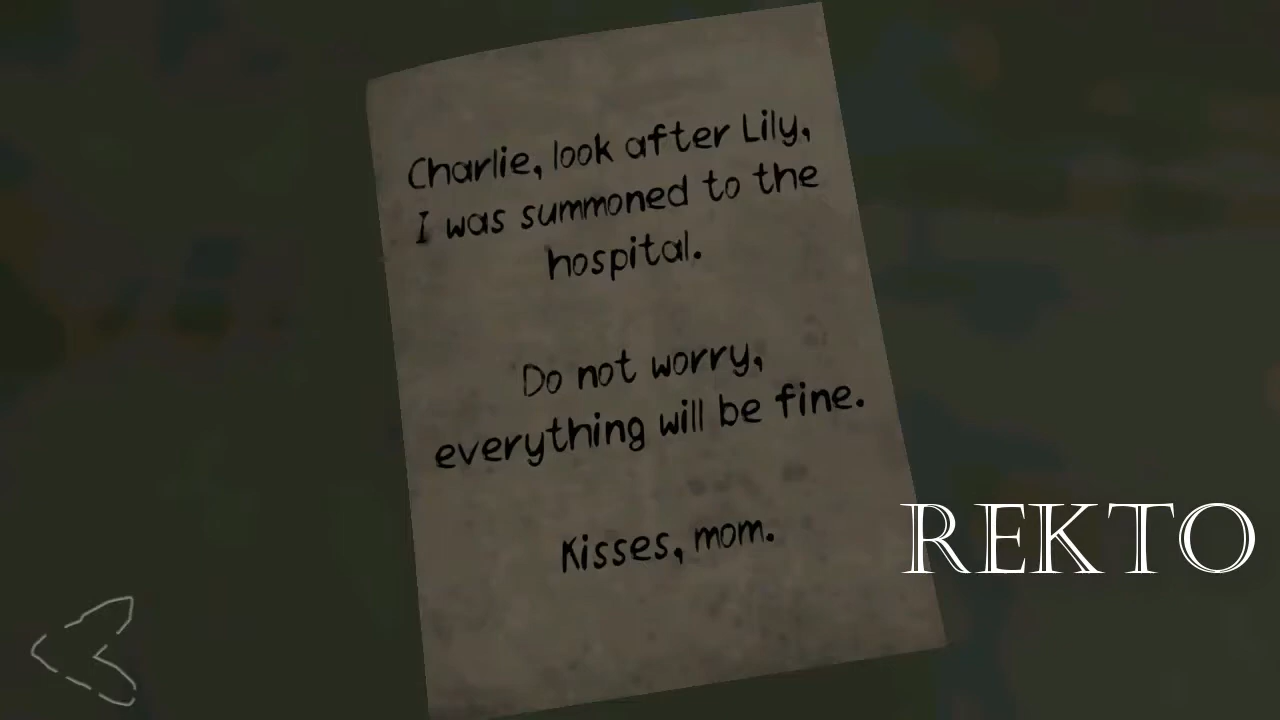 Charlie, look after Lily,
I was summoned to the
hospital.
Do not worry,
everything will be fine.
Kisses, mom.
REKTO